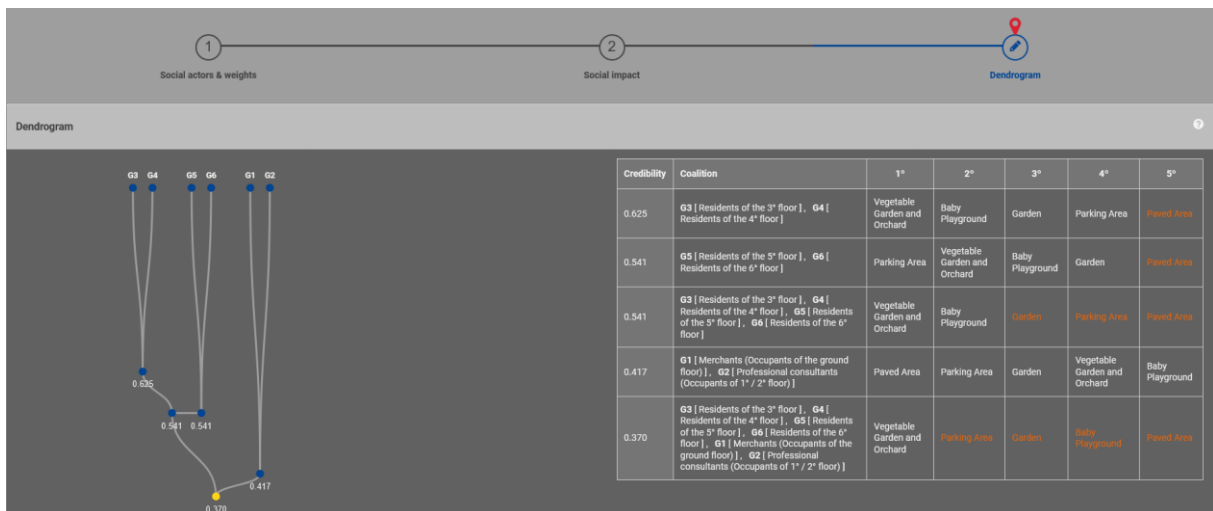 1
2
Social actors & weights
Social impact
Dendrogram
Dendrogram
?
G3 G4 G5 G6 G1 G2
0.625
0.541 0.541
0.417
0.370
Credibility Coalition 1° 2° 3° 4° 5°
0.625
G3 [ Residents of the 3° floor ] , G4 [
Residents of the 4° floor ]
Vegetable
Garden and
Orchard
Baby
Playground
Garden
Parking Area
Paved Area
0.541
G5 [ Residents of the 5° floor ] , G6 [
Residents of the 6° floor ]
Parking Area
Vegetable
Garden and
Orchard
Baby
Playground
Garden
Paved Area
0.541
G3 [ Residents of the 3° floor ] , G4 [
Residents of the 4° floor ] , G5 [ Residents
of the 5° floor ] , G6 [ Residents of the 6°
floor ]
Vegetable
Garden and
Orchard
Baby
Playground
Garden
Parking Area
Paved Area
0.417
G1 [ Merchants (Occupants of the ground
floor) ] , G2 [ Professional consultants
(Occupants of 1° / 2° floor) ]
Paved Area
Parking Area
Garden
Vegetable
Garden and
Orchard
Baby
Playground
0.370
G3 [ Residents of the 3° floor ] , G4 [
Residents of the 4° floor ] , G5 [ Residents
of the 5° floor ] , G6 [ Residents of the 6°
floor ] , G1 [ Merchants (Occupants of the
ground floor) ] , G2 [ Professional
consultants (Occupants of 1° / 2° floor) ]
Vegetable
Garden and
Orchard
Parking Area
Garden
Baby
Playground
Paved Area